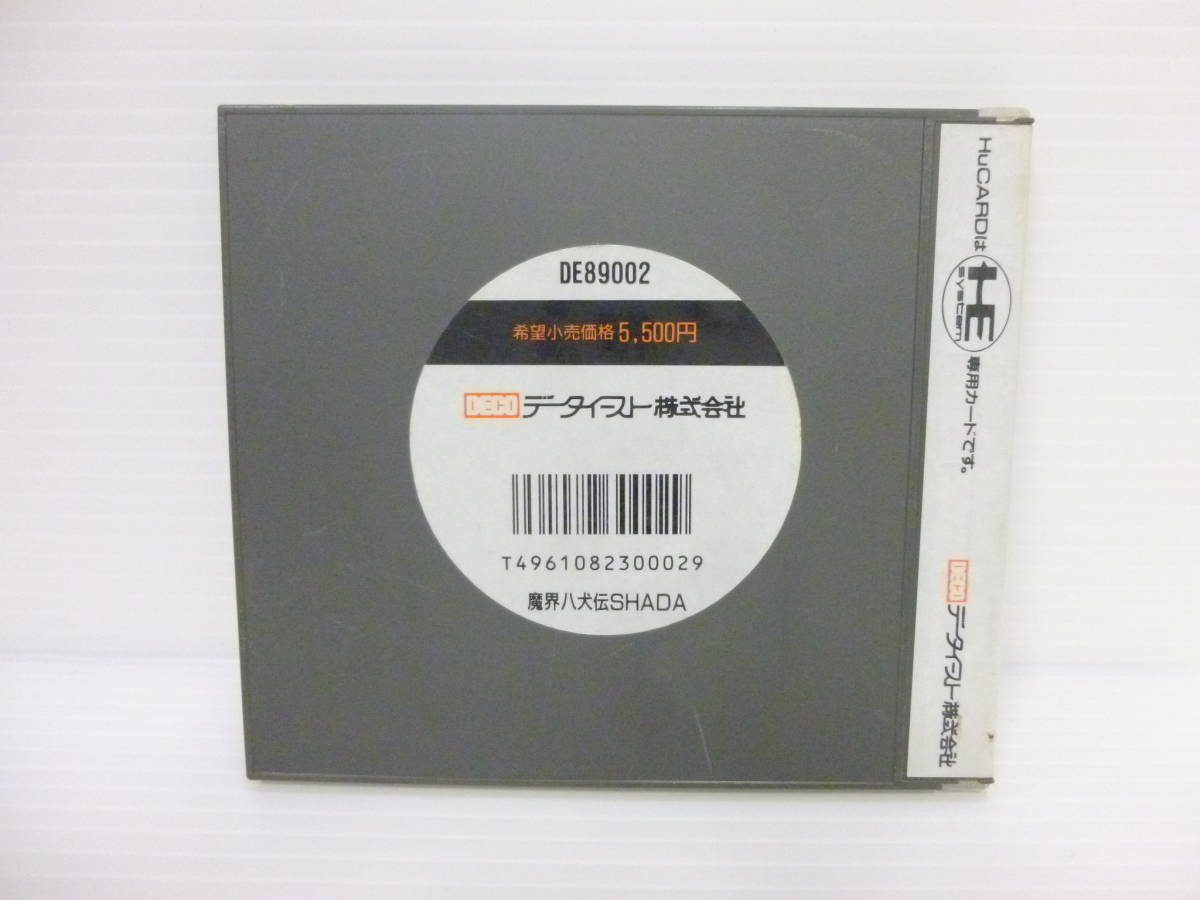 DE89002
希望小売価格 5,500円
DECO データイースト株式会社
T4961082300029
魔界八犬伝SHADA
HuCARDは HE system 専用カードです。
DECO データイースト株式会社